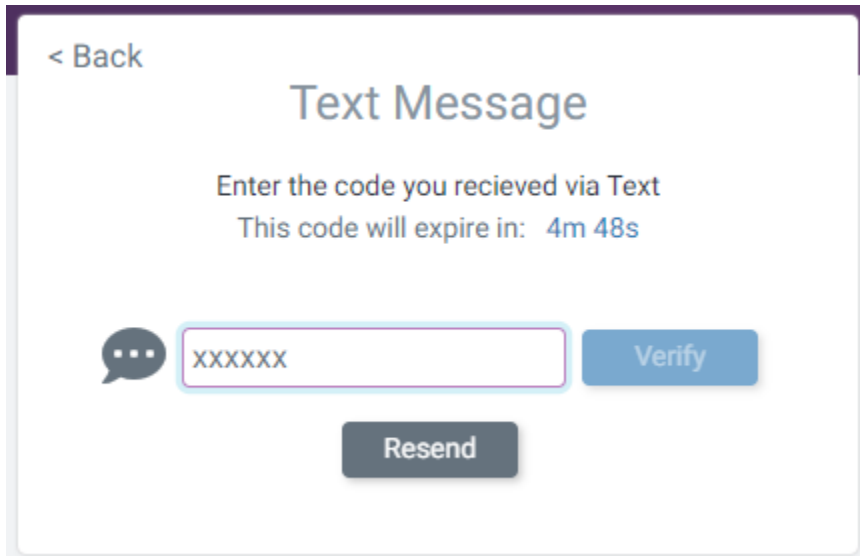 < Back
Text Message
Enter the code you recieved via Text
This code will expire in: 4m 48s
xxxxxx
Verify
Resend